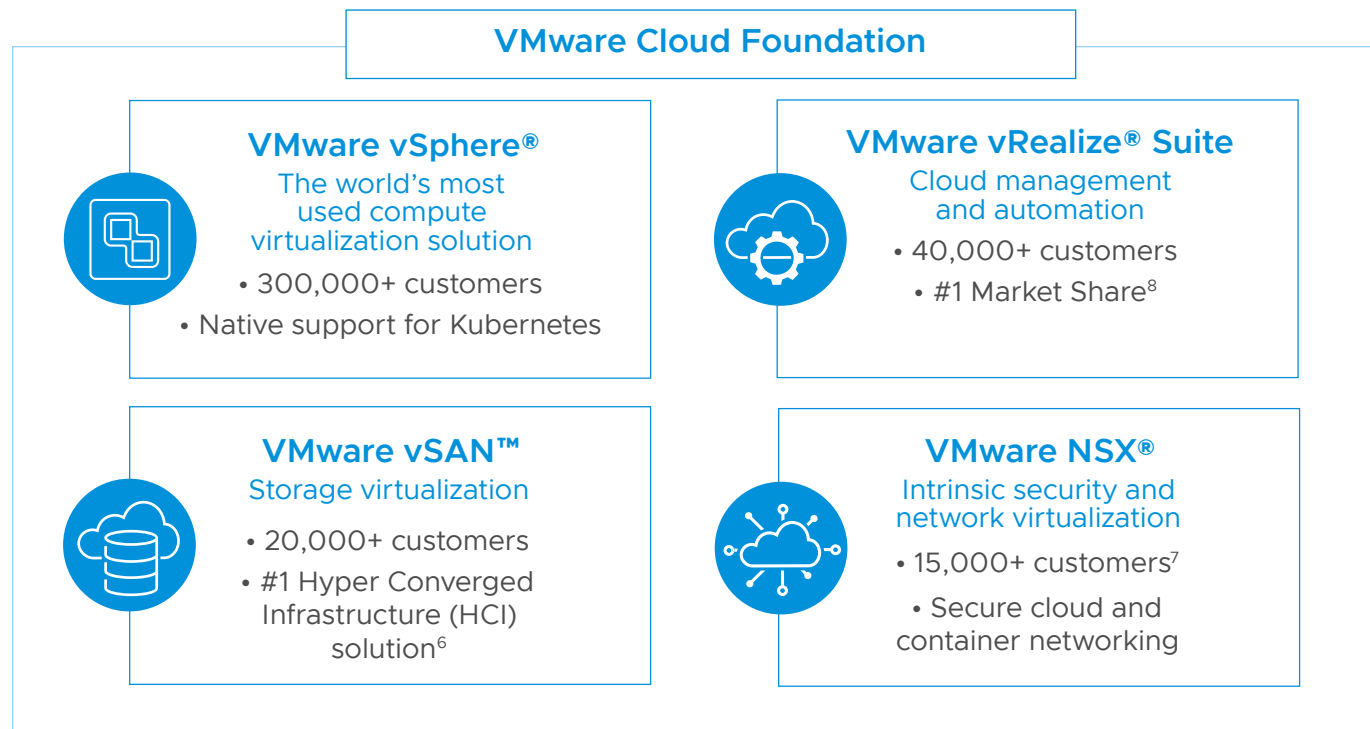 VMware Cloud Foundation
VMware vSphere®
The world's most
used compute
virtualization solution
• 300,000+ customers
• Native support for Kubernetes
VMware vRealize® Suite
Cloud management
and automation
• 40,000+ customers
• #1 Market Share⁸
VMware vSAN™
Storage virtualization
• 20,000+ customers
• #1 Hyper Converged
Infrastructure (HCI)
solution⁶
VMware NSX®
Intrinsic security and
network virtualization
• 15,000+ customers⁷
• Secure cloud and
container networking